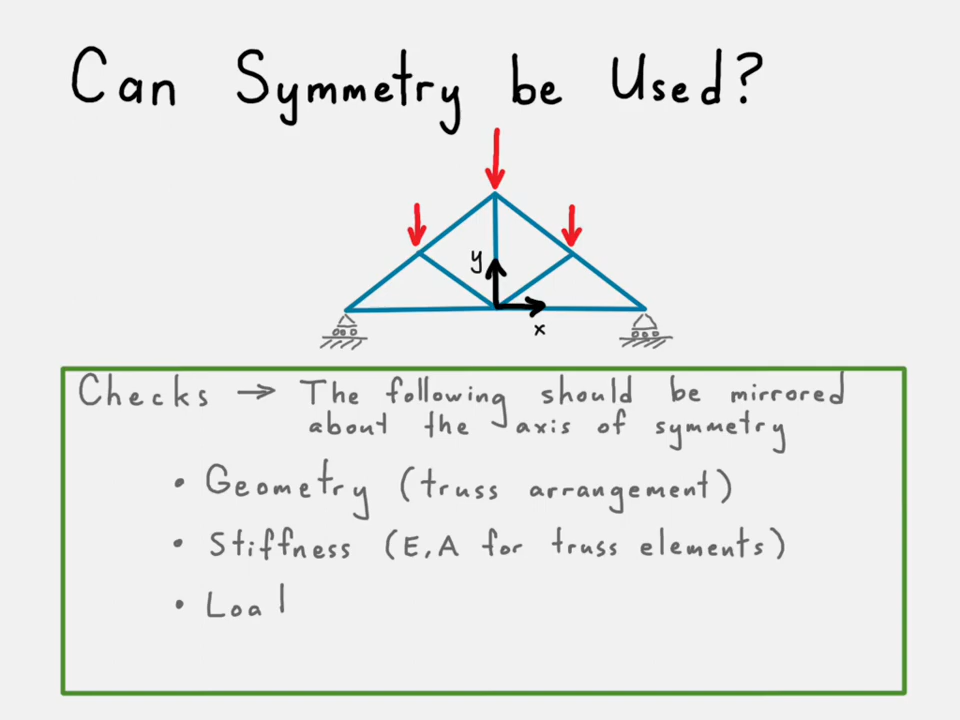 Can Symmetry be Used?
y
x
Checks → The following should be mirrored
about the axis of symmetry
• Geometry (truss arrangement)
• Stiffness (E, A for truss elements)
• Loa